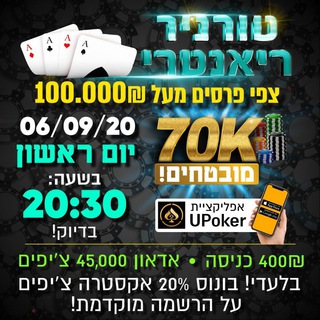 טורניר
ריאנטרי
צפי פרסים מעל 100.000₪
06/09/20
יום ראשון
בשעה:
20:30
בדיוק!
70K
מובטחים!
אפליקציית
UPoker
400₪ כניסה • אדאון 45,000 צ׳יפים
בלעדי! בונוס 20% אקסטרה צ׳יפים
על הרשמה מוקדמת!